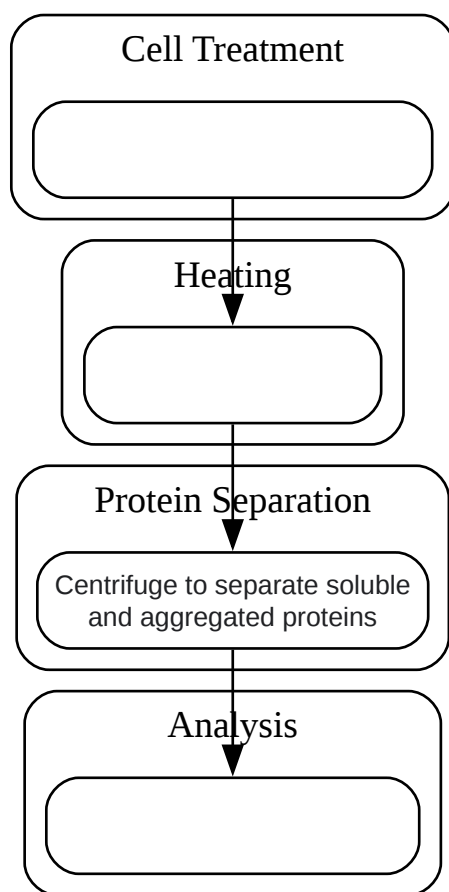 Cell Treatment
Heating
Protein Separation
Centrifuge to separate soluble
and aggregated proteins
Analysis